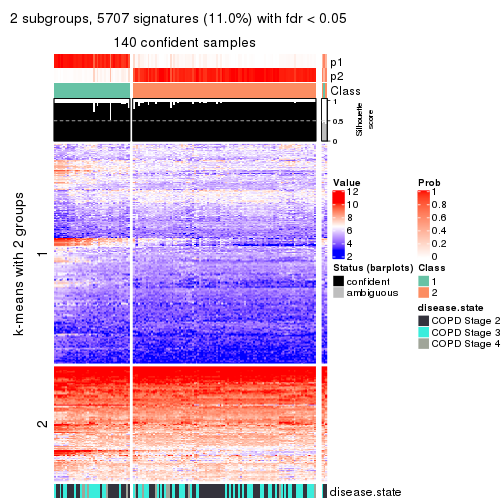 2 subgroups, 5707 signatures (11.0%) with fdr < 0.05
140 confident samples
p1
p2
Class
1
0.5
0
Silhouette
score
k-means with 2 groups
1
2
disease.state
Value
12
10
8
6
4
2
Status (barplots)
confident
ambiguous
Prob
1
0.8
0.6
0.4
0.2
0
Class
1
2
disease.state
COPD Stage 2
COPD Stage 3
COPD Stage 4